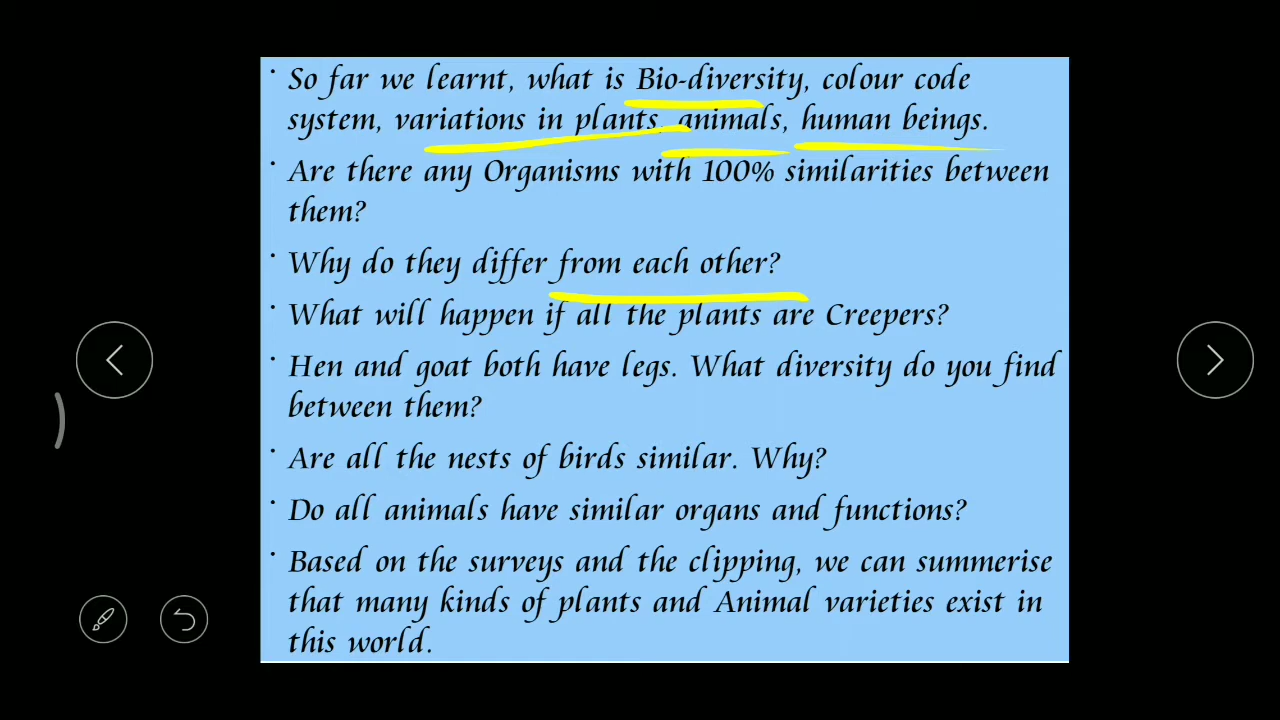 · So far we learnt, what is Bio-diversity, colour code
system, variations in plants, animals, human beings.
· Are there any Organisms with 100% similarities between
them?
· Why do they differ from each other?
· What will happen if all the plants are Creepers?
· Hen and goat both have legs. What diversity do you find
between them?
· Are all the nests of birds similar. Why?
· Do all animals have similar organs and functions?
· Based on the surveys and the clipping, we can summerise
that many kinds of plants and Animal varieties exist in
this world.